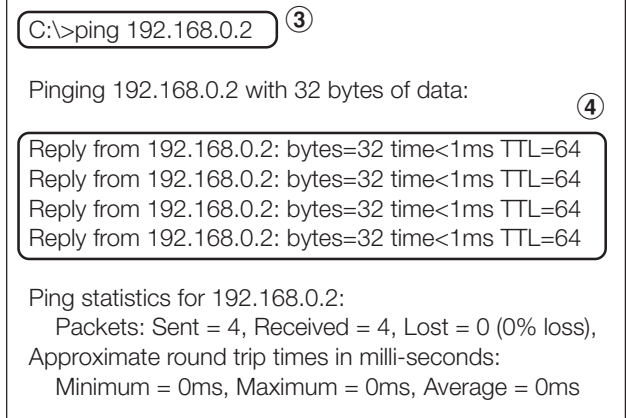 C:\>ping 192.168.0.2 ③
Pinging 192.168.0.2 with 32 bytes of data:
④
Reply from 192.168.0.2: bytes=32 time<1ms TTL=64
Reply from 192.168.0.2: bytes=32 time<1ms TTL=64
Reply from 192.168.0.2: bytes=32 time<1ms TTL=64
Reply from 192.168.0.2: bytes=32 time<1ms TTL=64
Ping statistics for 192.168.0.2:
Packets: Sent = 4, Received = 4, Lost = 0 (0% loss),
Approximate round trip times in milli-seconds:
Minimum = 0ms, Maximum = 0ms, Average = 0ms